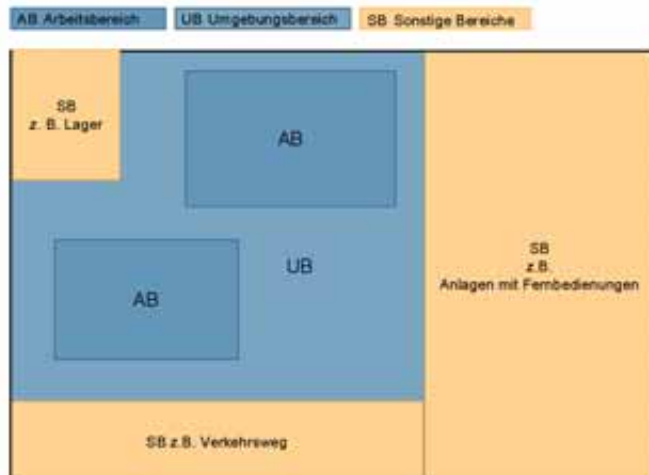 AB Arbeitsbereich
UB Umgebungsbereich
SB Sonstige Bereiche
SB
z. B. Lager
AB
UB
AB
SB
z.B.
Anlagen mit Fernbedienungen
SB z.B. Verkehrsweg